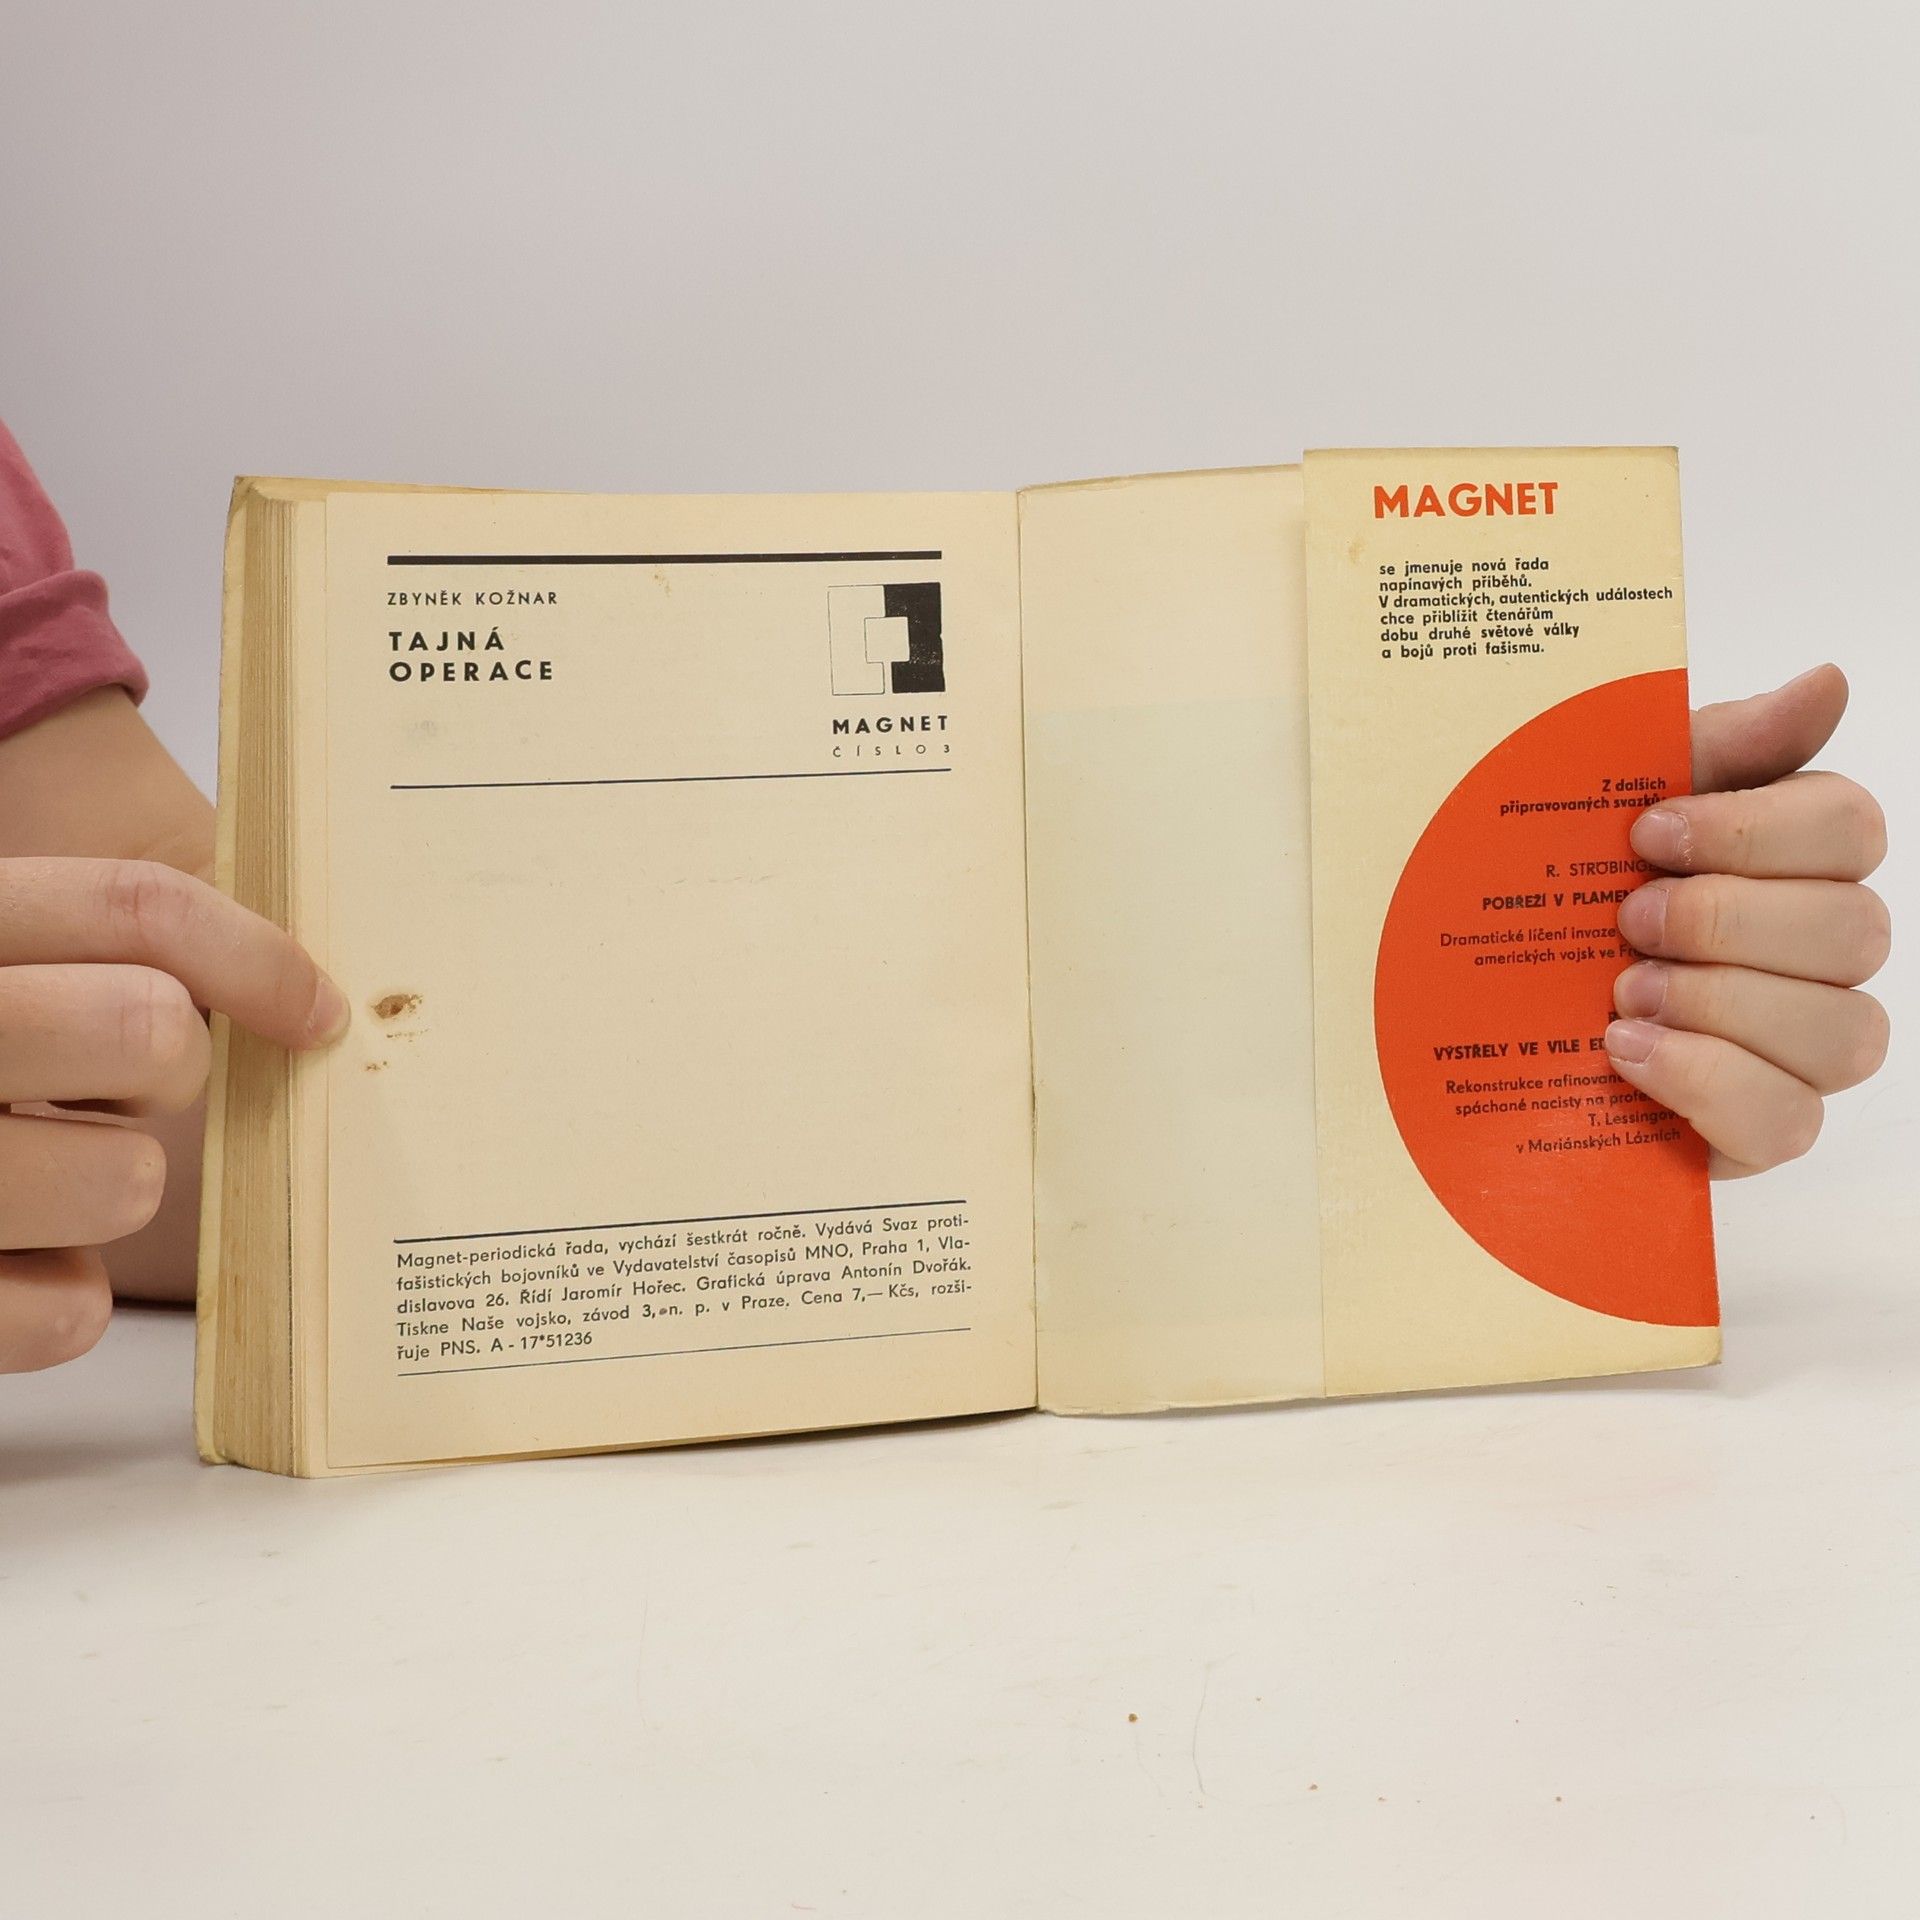 ZBYNĚK KOŽNAR
TAJNÁ
OPERACE
MAGNET
ČÍSLO 3
Magnet-periodická řada, vychází šestkrát ročně. Vydává Svaz proti-
fašistických bojovníků ve Vydavatelství časopisů MNO, Praha 1, Vla-
dislavova 26. Řídí Jaromír Hořec. Grafická úprava Antonín Dvořák.
Tiskne Naše vojsko, závod 3, n. p. v Praze. Cena 7,— Kčs, rozši-
řuje PNS. A - 17*51236
MAGNET
se jmenuje nová řada
napínavých příběhů.
V dramatických, autentických událostech
chce přiblížit čtenářům
dobu druhé světové války
a bojů proti fašismu.
Z dalších
připravovaných
R.
POBŘEŽÍ V
Dramatické líčení invaze
amerických vojsk ve
VÝSTŘELY VE VILE
Rekonstrukce
spáchané nacisty na
T.
v Mariánských Lázních